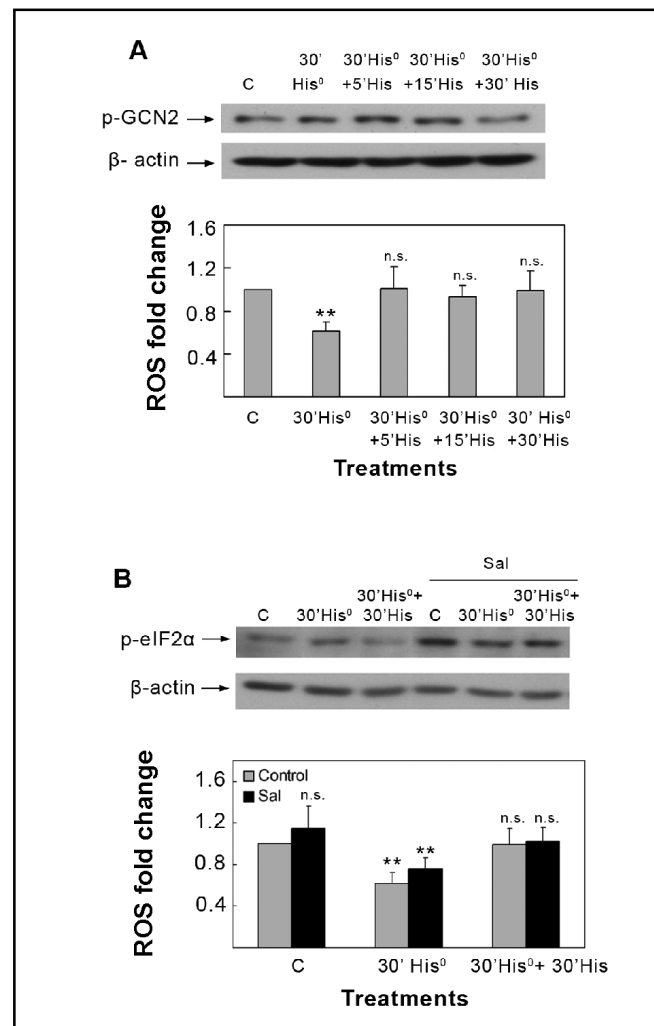 A
30'
30'His⁰
30'His⁰
30'His⁰
C
His⁰
+5'His
+15'His
+30' His
p-GCN2
β- actin
ROS fold change
1.6
1.2
0.8
0.4
**
n.s.
n.s.
n.s.
C
30'His⁰
30'His⁰
30'His⁰
30' His⁰
+5'His
+15'His
+30'His
Treatments
B
Sal
30'His⁰+
30'His⁰+
C
30'His⁰
30'His
C
30'His⁰
30'His
p-eIF2α
β-actin
ROS fold change
1.6
1.2
0.8
0.4
Control
Sal
n.s.
**
**
n.s.
n.s.
C
30' His⁰
30'His⁰+ 30'His
Treatments